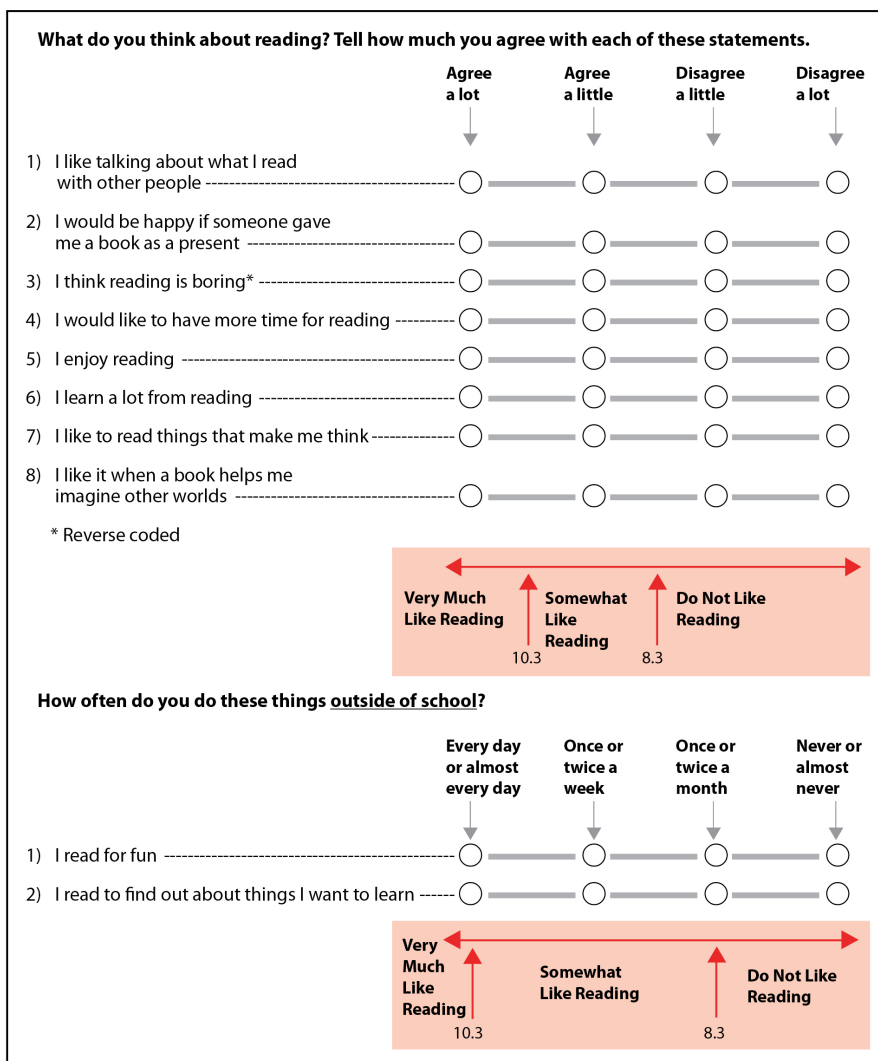 What do you think about reading? Tell how much you agree with each of these statements.
Agree a lot
Agree a little
Disagree a little
Disagree a lot
1) I like talking about what I read
with other people
2) I would be happy if someone gave
me a book as a present
3) I think reading is boring*
4) I would like to have more time for reading
5) I enjoy reading
6) I learn a lot from reading
7) I like to read things that make me think
8) I like it when a book helps me
imagine other worlds
* Reverse coded
Very Much
Like Reading
Somewhat
Like
Reading
Do Not Like
Reading
10.3
8.3
How often do you do these things outside of school?
Every day
or almost
every day
Once or
twice a
week
Once or
twice a
month
Never or
almost
never
1) I read for fun
2) I read to find out about things I want to learn
Very
Much
Like
Reading
Somewhat
Like Reading
Do Not Like
Reading
10.3
8.3